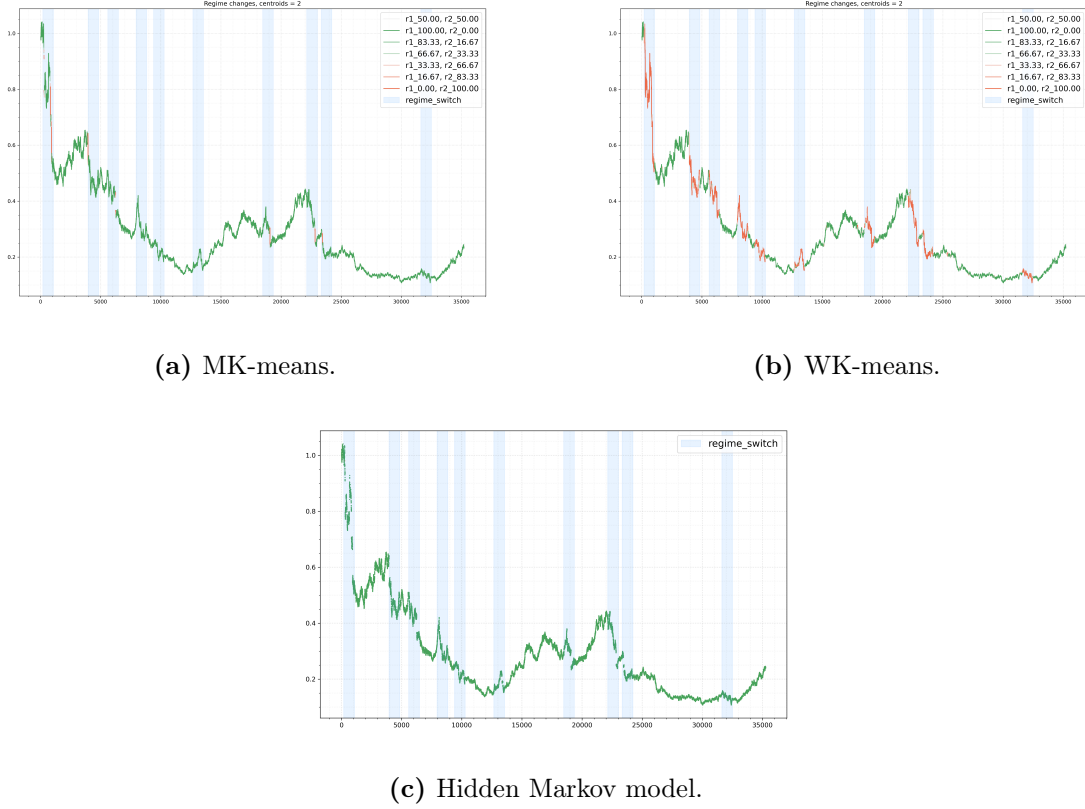 Regime changes, centroids = 2
r1_50.00, r2_50.00
r1_100.00, r2_0.00
r1_83.33, r2_16.67
r1_66.67, r2_33.33
r1_33.33, r2_66.67
r1_16.67, r2_83.33
r1_0.00, r2_100.00
regime_switch
1.0
0.8
0.6
0.4
0.2
0 5000 10000 15000 20000 25000 30000 35000
(a) MK-means.
Regime changes, centroids = 2
r1_50.00, r2_50.00
r1_100.00, r2_0.00
r1_83.33, r2_16.67
r1_66.67, r2_33.33
r1_33.33, r2_66.67
r1_16.67, r2_83.33
r1_0.00, r2_100.00
regime_switch
1.0
0.8
0.6
0.4
0.2
0 5000 10000 15000 20000 25000 30000 35000
(b) WK-means.
regime_switch
1.0
0.8
0.6
0.4
0.2
0 5000 10000 15000 20000 25000 30000 35000
(c) Hidden Markov model.